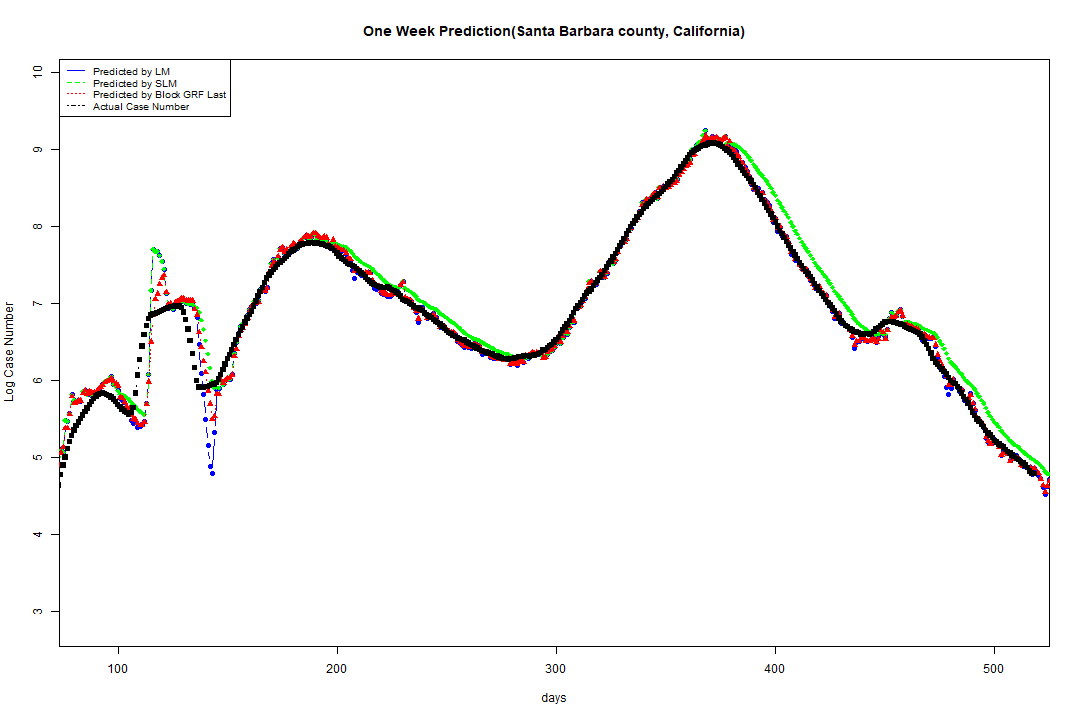 One Week Prediction(Santa Barbara county, California)
Predicted by LM
Predicted by SLM
Predicted by Block GRF Last
Actual Case Number
Log Case Number
10
9
8
7
6
5
4
3
100 200 300 400 500
days